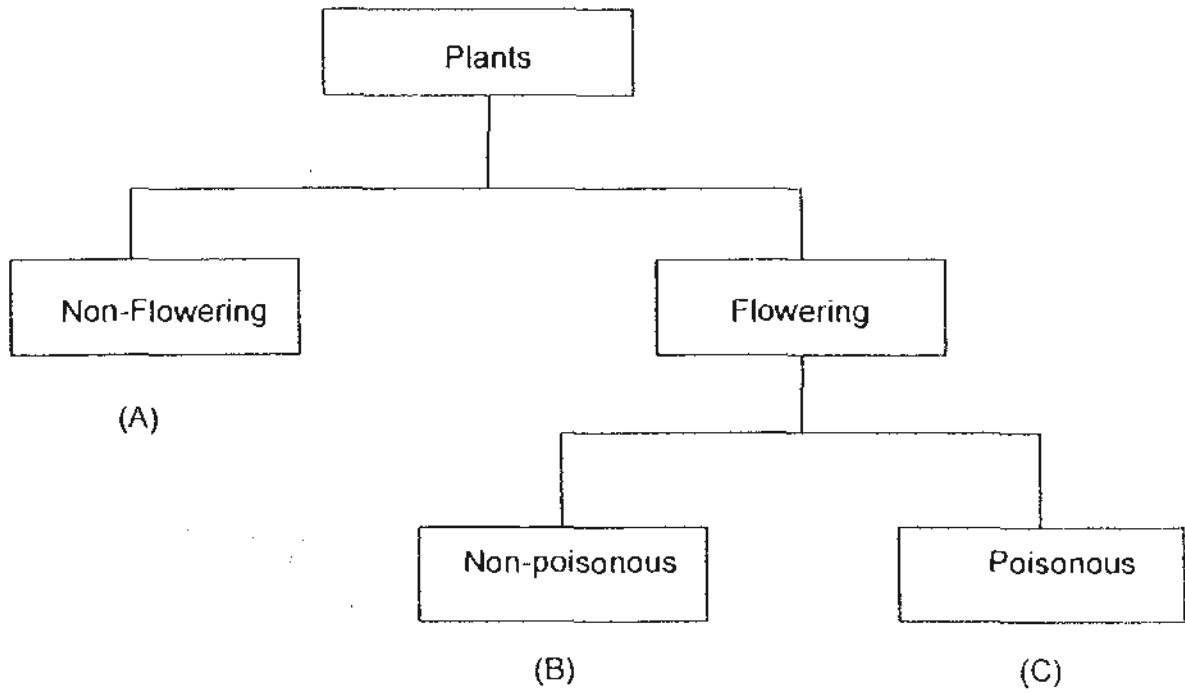 Plants
Non-Flowering
Flowering
(A)
Non-poisonous
Poisonous
(B)
(C)